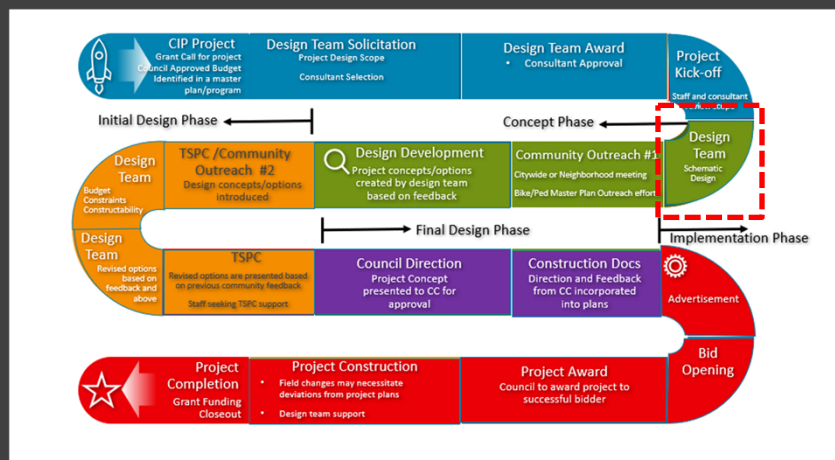 CIP Project
Grant Call for project
Council Approved Budget
Identified in a master
plan/program
Design Team Solicitation
Project Design Scope
Consultant Selection
Design Team Award
• Consultant Approval
Project
Kick-off
Staff and consultant
Initial Design Phase
Concept Phase
Design
Team
Schematic
Design
Community Outreach #1
Citywide or Neighborhood meeting
Bike/Ped Master Plan Outreach effort
Design Development
Project concepts/options
created by design team
based on feedback
TSPC /Community
Outreach #2
Design concepts/options
introduced
Design
Team
Budget
Constraints
Constructability
Design
Team
Revised options
based on
feedback and
above
TSPC
Revised options are presented based
on previous community feedback
Staff seeking TSPC support
Final Design Phase
Council Direction
Project Concept
presented to CC for
approval
Construction Docs
Direction and Feedback
from CC incorporated
into plans
Implementation Phase
Advertisement
Bid
Opening
Project Award
Council to award project to
successful bidder
Project Construction
• Field changes may necessitate
deviations from project plans
• Design team support
Project
Completion
Grant Funding
Closeout